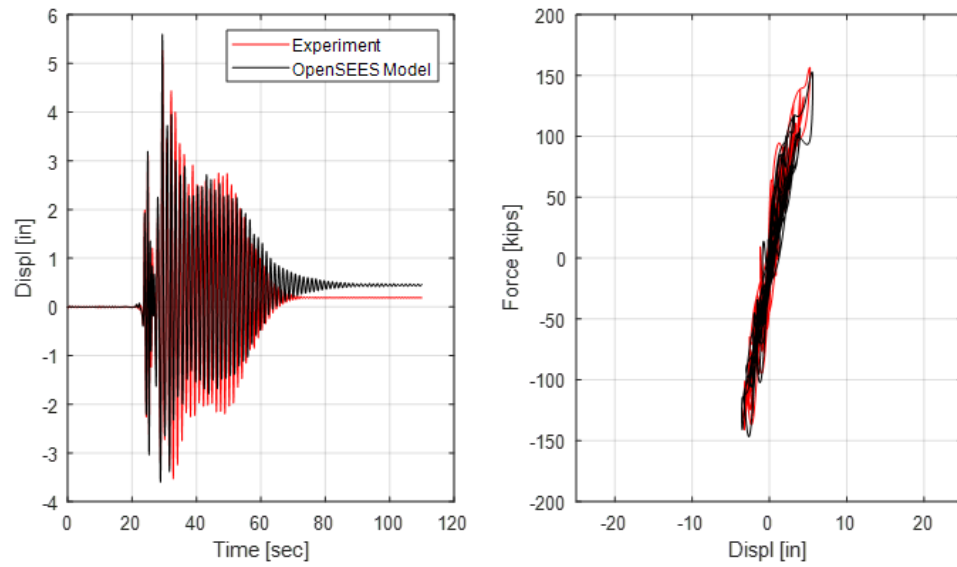 Experiment
OpenSEES Model
6
5
4
3
2
1
0
-1
-2
-3
-4
Displ [in]
0 20 40 60 80 100 120
Time [sec]
200
150
100
50
0
-50
-100
-150
-200
Force [kips]
-20 -10 0 10 20
Displ [in]